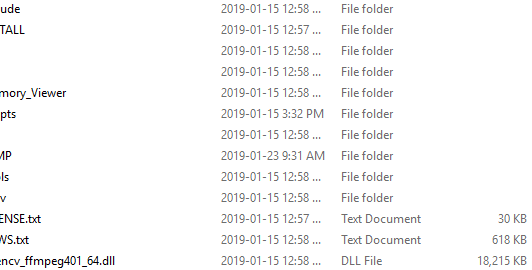 ude 2019-01-15 12:58 ... File folder
TALL 2019-01-15 12:57 ... File folder
2019-01-15 12:58 ... File folder
2019-01-15 12:58 ... File folder
mory_Viewer 2019-01-15 12:58 ... File folder
pts 2019-01-15 3:32 PM File folder
2019-01-15 12:58 ... File folder
MP 2019-01-23 9:31 AM File folder
ols 2019-01-15 12:58 ... File folder
v 2019-01-15 12:58 ... File folder
ENSE.txt 2019-01-15 12:57 ... Text Document 30 KB
WS.txt 2019-01-15 12:58 ... Text Document 618 KB
encv_ffmpeg401_64.dll 2019-01-15 12:58 ... DLL File 18,215 KB